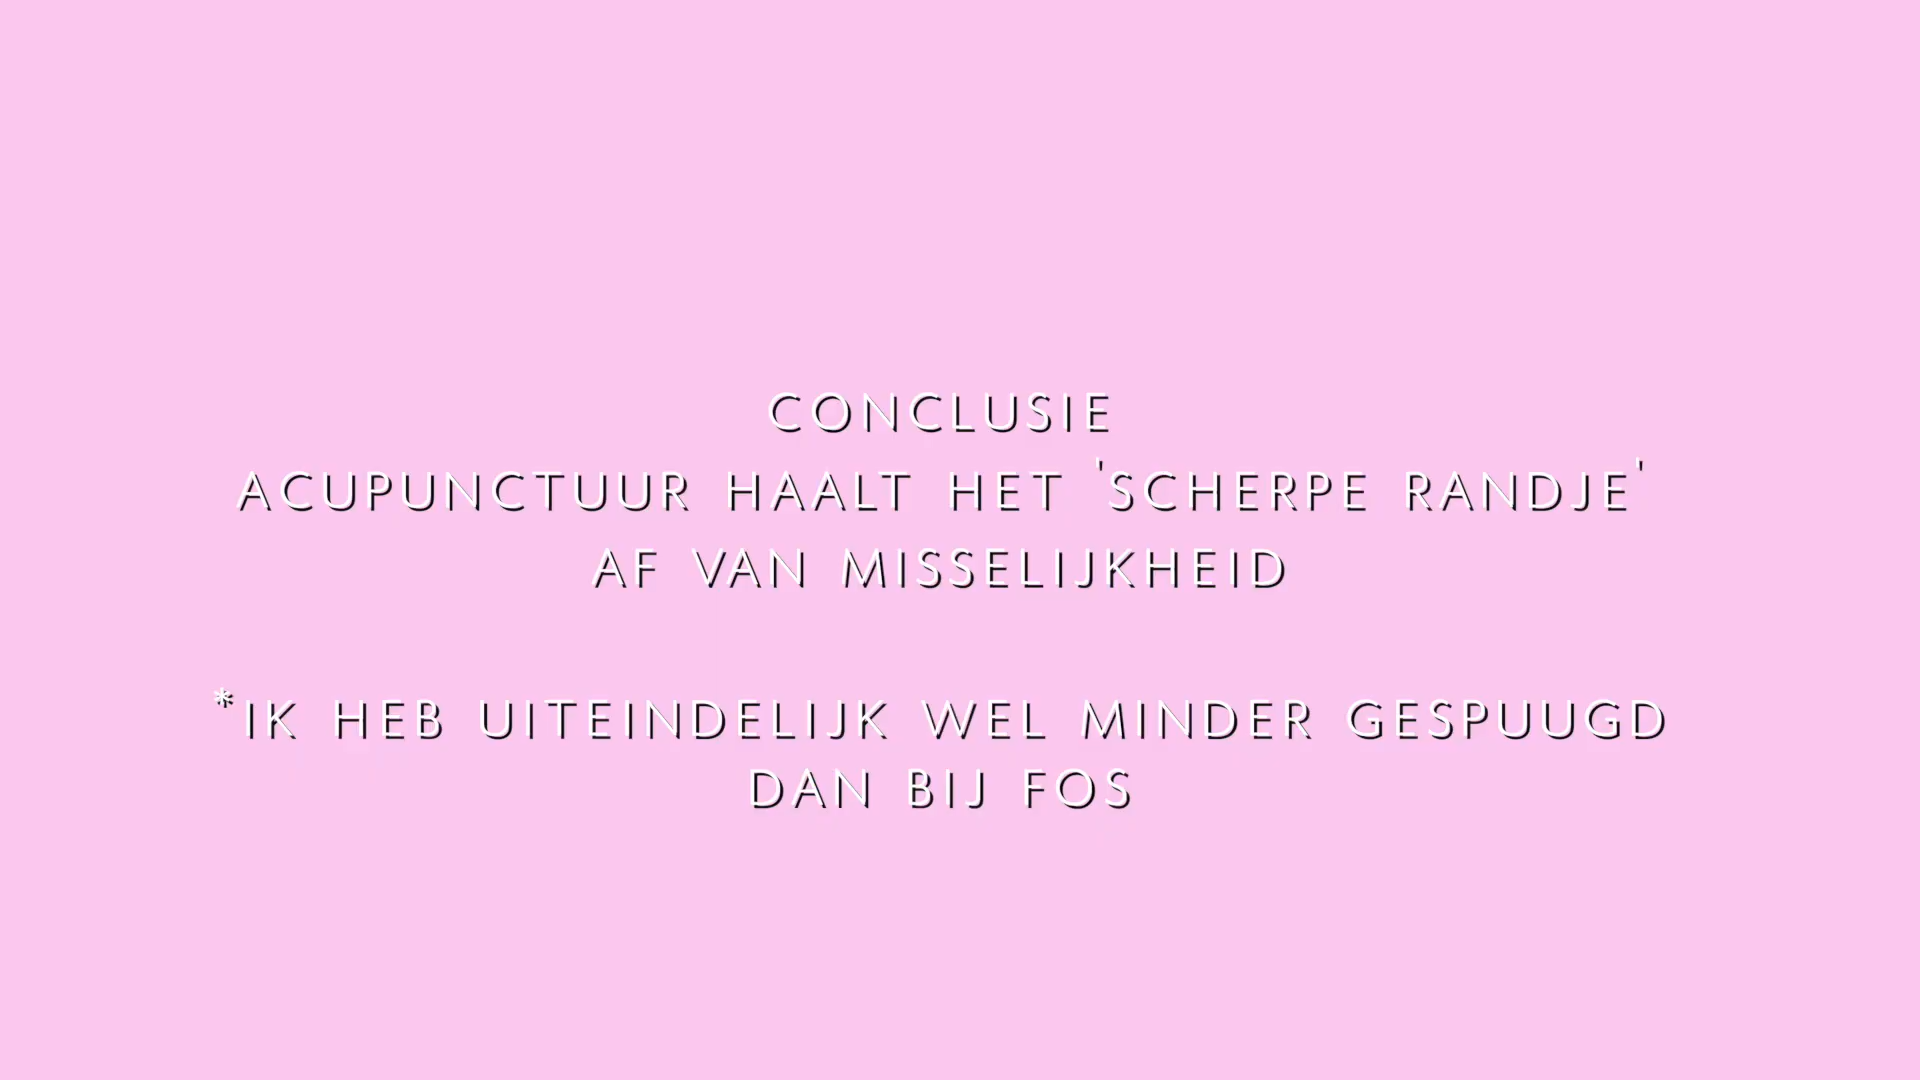 CONCLUSIE
ACUPUNCTUUR HAALT HET 'SCHERPE RANDJE'
AF VAN MISSELIJKHEID
*IK HEB UITEINDELIJK WEL MINDER GESPUUGD
DAN BIJ FOS